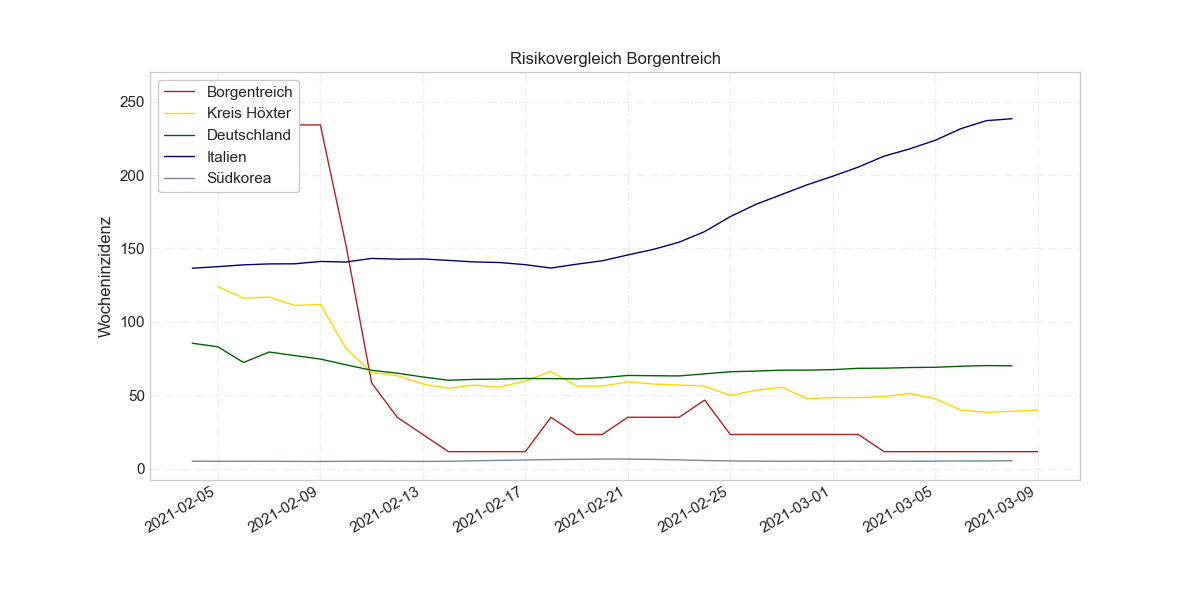 Risikovergleich Borgentreich
Borgentreich
Kreis Höxter
Deutschland
Italien
Südkorea
Wocheninzidenz
250
200
150
100
50
0
2021-02-05
2021-02-09
2021-02-13
2021-02-17
2021-02-21
2021-02-25
2021-03-01
2021-03-05
2021-03-09